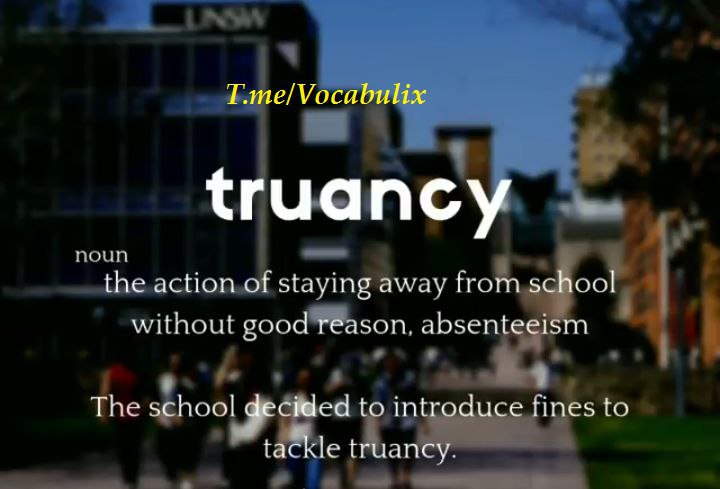 UNSW
T.me/Vocabulix
truancy
noun
the action of staying away from school
without good reason, absenteeism
The school decided to introduce fines to
tackle truancy.